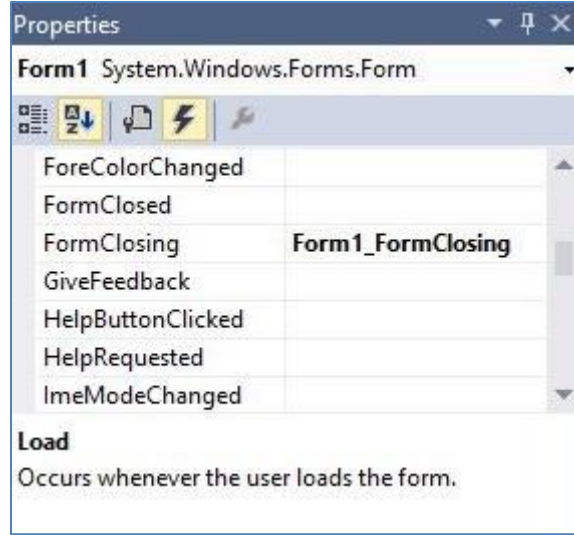 Properties
Form1 System.Windows.Forms.Form
ForeColorChanged
FormClosed
FormClosing Form1_FormClosing
GiveFeedback
HelpButtonClicked
HelpRequested
ImeModeChanged
Load
Occurs whenever the user loads the form.